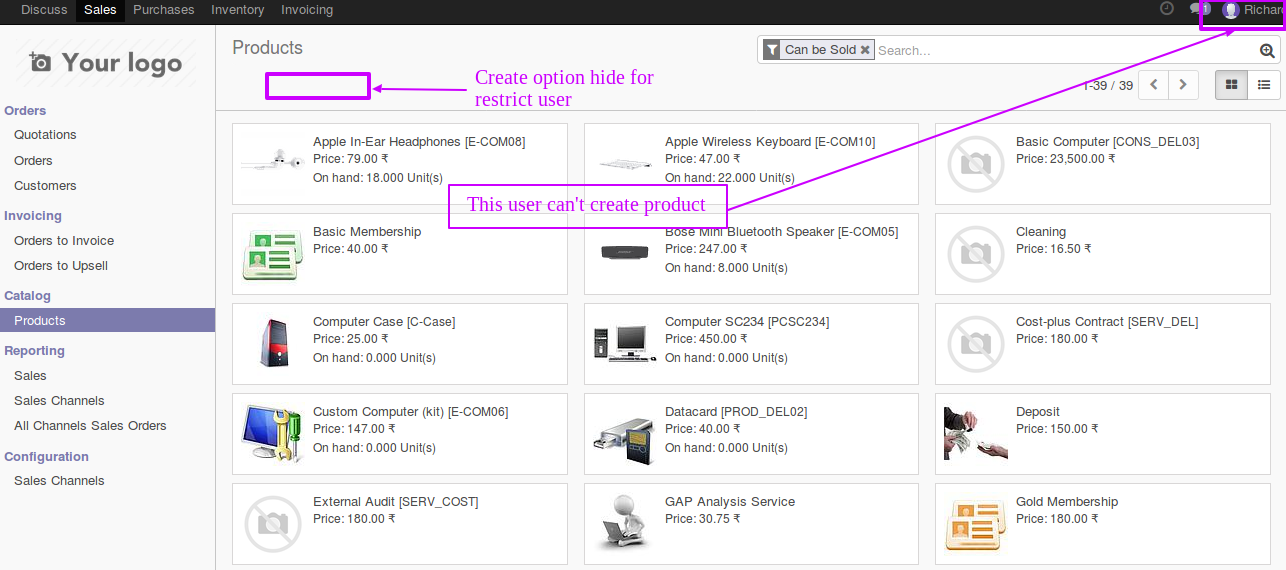 Discuss Sales Purchases Inventory Invoicing 1 Richard
Your logo
Products
Can be Sold Search...
Create option hide for
restrict user
1-39 / 39
Orders
Quotations
Orders
Customers
Invoicing
Orders to Invoice
Orders to Upsell
Catalog
Products
Reporting
Sales
Sales Channels
All Channels Sales Orders
Configuration
Sales Channels
Apple In-Ear Headphones [E-COM08]
Price: 79.00 ₹
On hand: 18.000 Unit(s)
Apple Wireless Keyboard [E-COM10]
Price: 47.00 ₹
On hand: 22.000 Unit(s)
Basic Computer [CONS_DEL03]
Price: 23,500.00 ₹
This user can't create product
Basic Membership
Price: 40.00 ₹
Bose Mini Bluetooth Speaker [E-COM05]
Price: 247.00 ₹
On hand: 8.000 Unit(s)
Cleaning
Price: 16.50 ₹
Computer Case [C-Case]
Price: 25.00 ₹
On hand: 0.000 Unit(s)
Computer SC234 [PCSC234]
Price: 450.00 ₹
On hand: 0.000 Unit(s)
Cost-plus Contract [SERV_DEL]
Price: 180.00 ₹
Custom Computer (kit) [E-COM06]
Price: 147.00 ₹
On hand: 0.000 Unit(s)
Datacard [PROD_DEL02]
Price: 40.00 ₹
On hand: 0.000 Unit(s)
Deposit
Price: 150.00 ₹
External Audit [SERV_COST]
Price: 180.00 ₹
GAP Analysis Service
Price: 30.75 ₹
Gold Membership
Price: 180.00 ₹